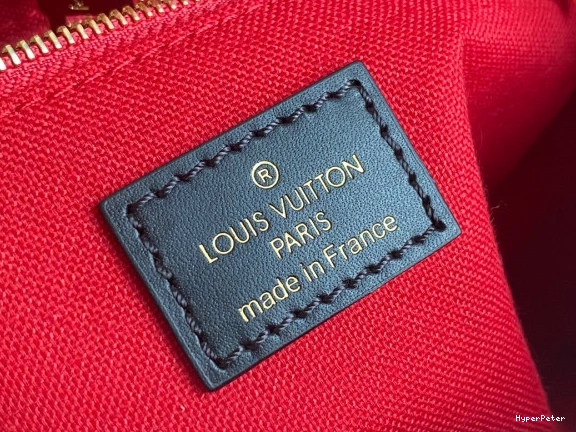 ®
LOUIS VUITTON
PARIS
made in France
HyperPeter